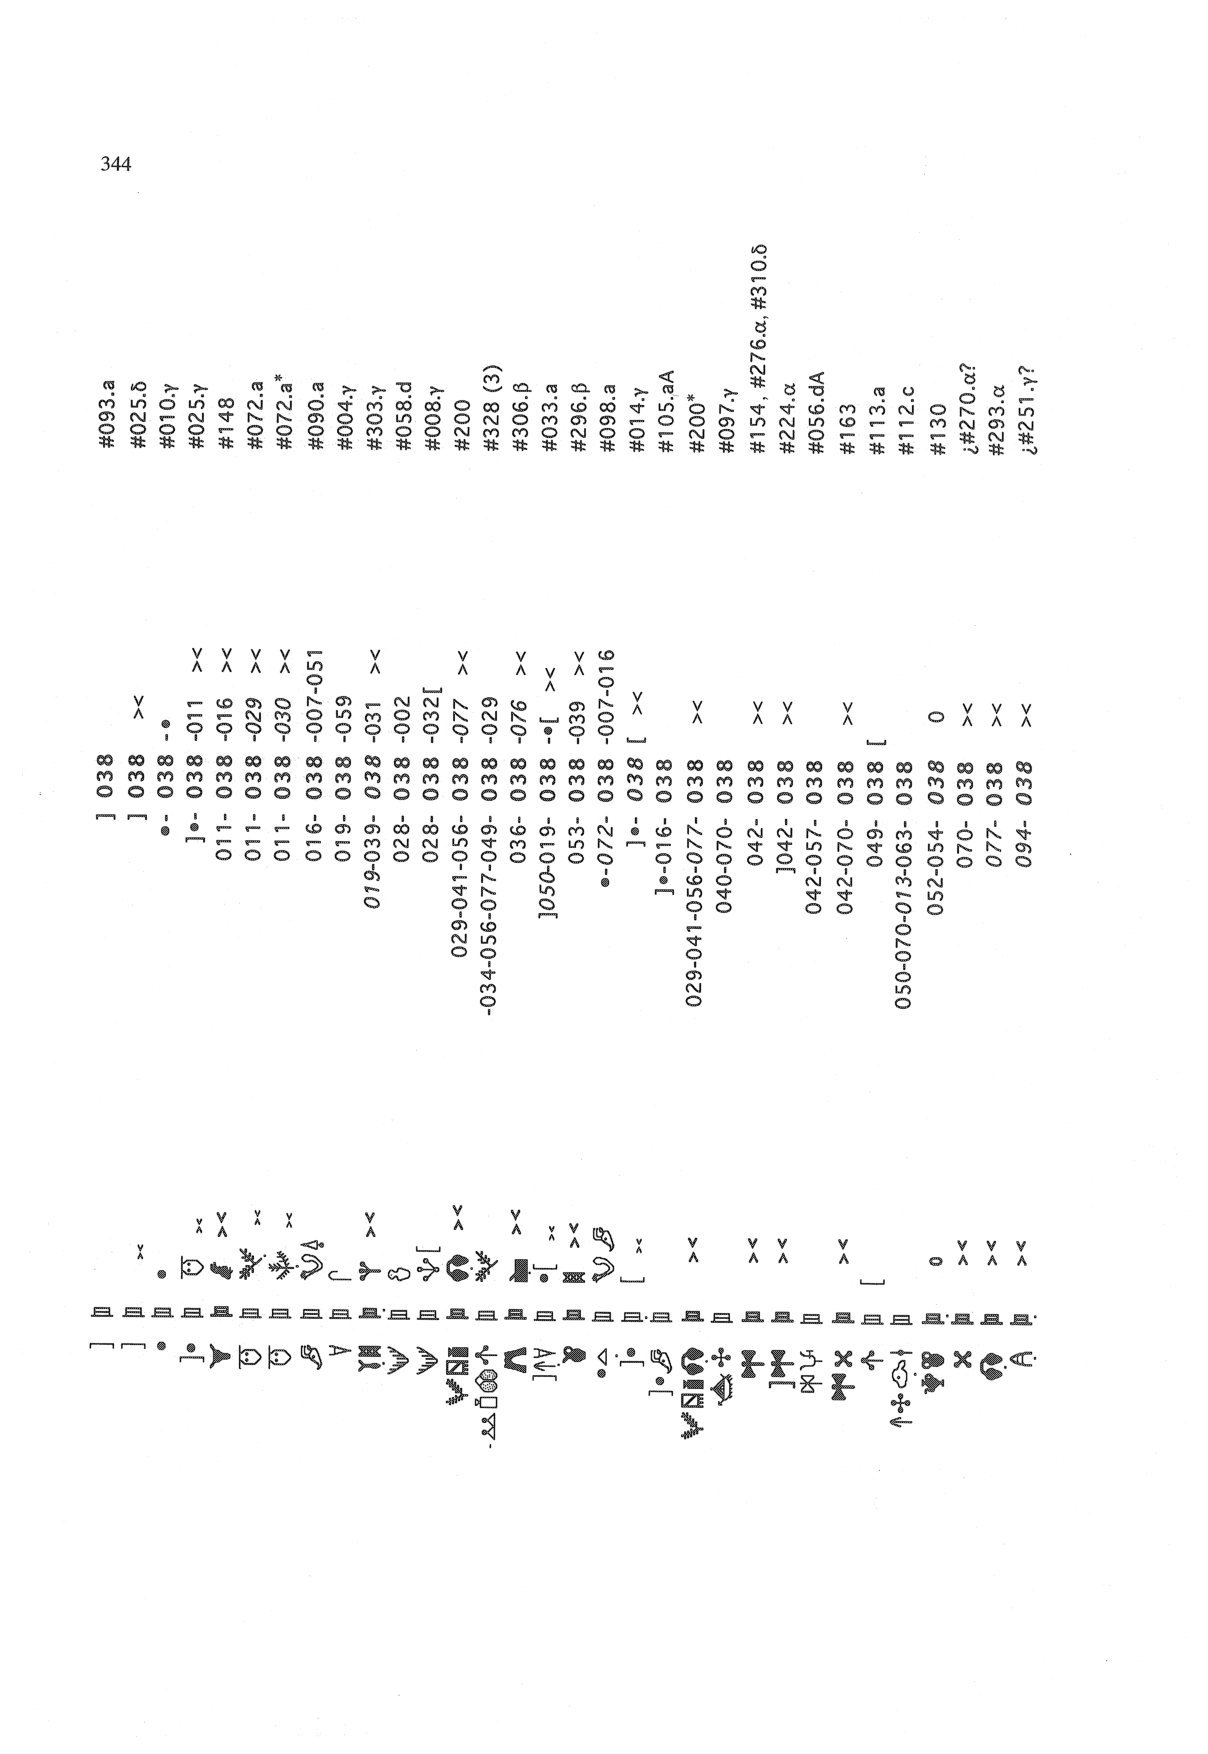 344
] 038 #093.a
] 038 >< #025.δ
•- 038 -• #010.γ
]•- 038 -011 >< #025.γ
011- 038 -016 >< #148
011- 038 -029 >< #072.a
011- 038 -030 >< #072.a*
016- 038 -007-051 #090.a
019- 038 -059 #004.γ
019-039- 038 -031 >< #303.γ
028- 038 -002 #058.d
028- 038 -032[ #008.γ
029-041-056- 038 -077 >< #200
-034-056-077-049- 038 -029 #328 (3)
036- 038 -076 >< #306.β
]050-019- 038 -•[ >< #033.a
053- 038 -039 >< #296.β
•-072- 038 -007-016 #098.a
]•- 038 [ >< #014.γ
]•-016- 038 #105.aA
029-041-056-077- 038 >< #200*
040-070- 038 #097.γ
042- 038 >< #154, #276.α, #310.δ
]042- 038 >< #224.α
042-057- 038 #056.dA
042-070- 038 >< #163
049- 038 [ #113.a
050-070-013-063- 038 #112.c
052-054- 038 0 #130
070- 038 >< ¿#270.α?
077- 038 >< #293.α
094- 038 >< ¿#251.γ?